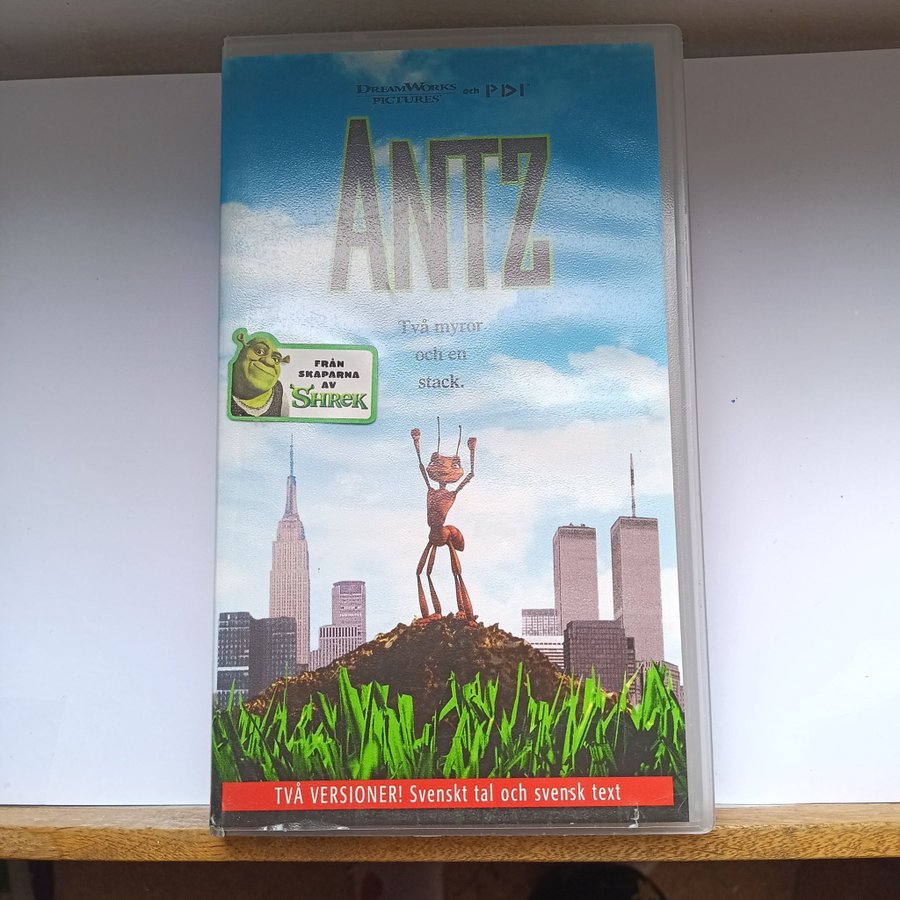 DREAMWORKS
PICTURES
och PDI
ANTZ
Två myror
och en
stack.
FRÅN
SKAPARNA
AV
SHREK
TVÅ VERSIONER! Svenskt tal och svensk text